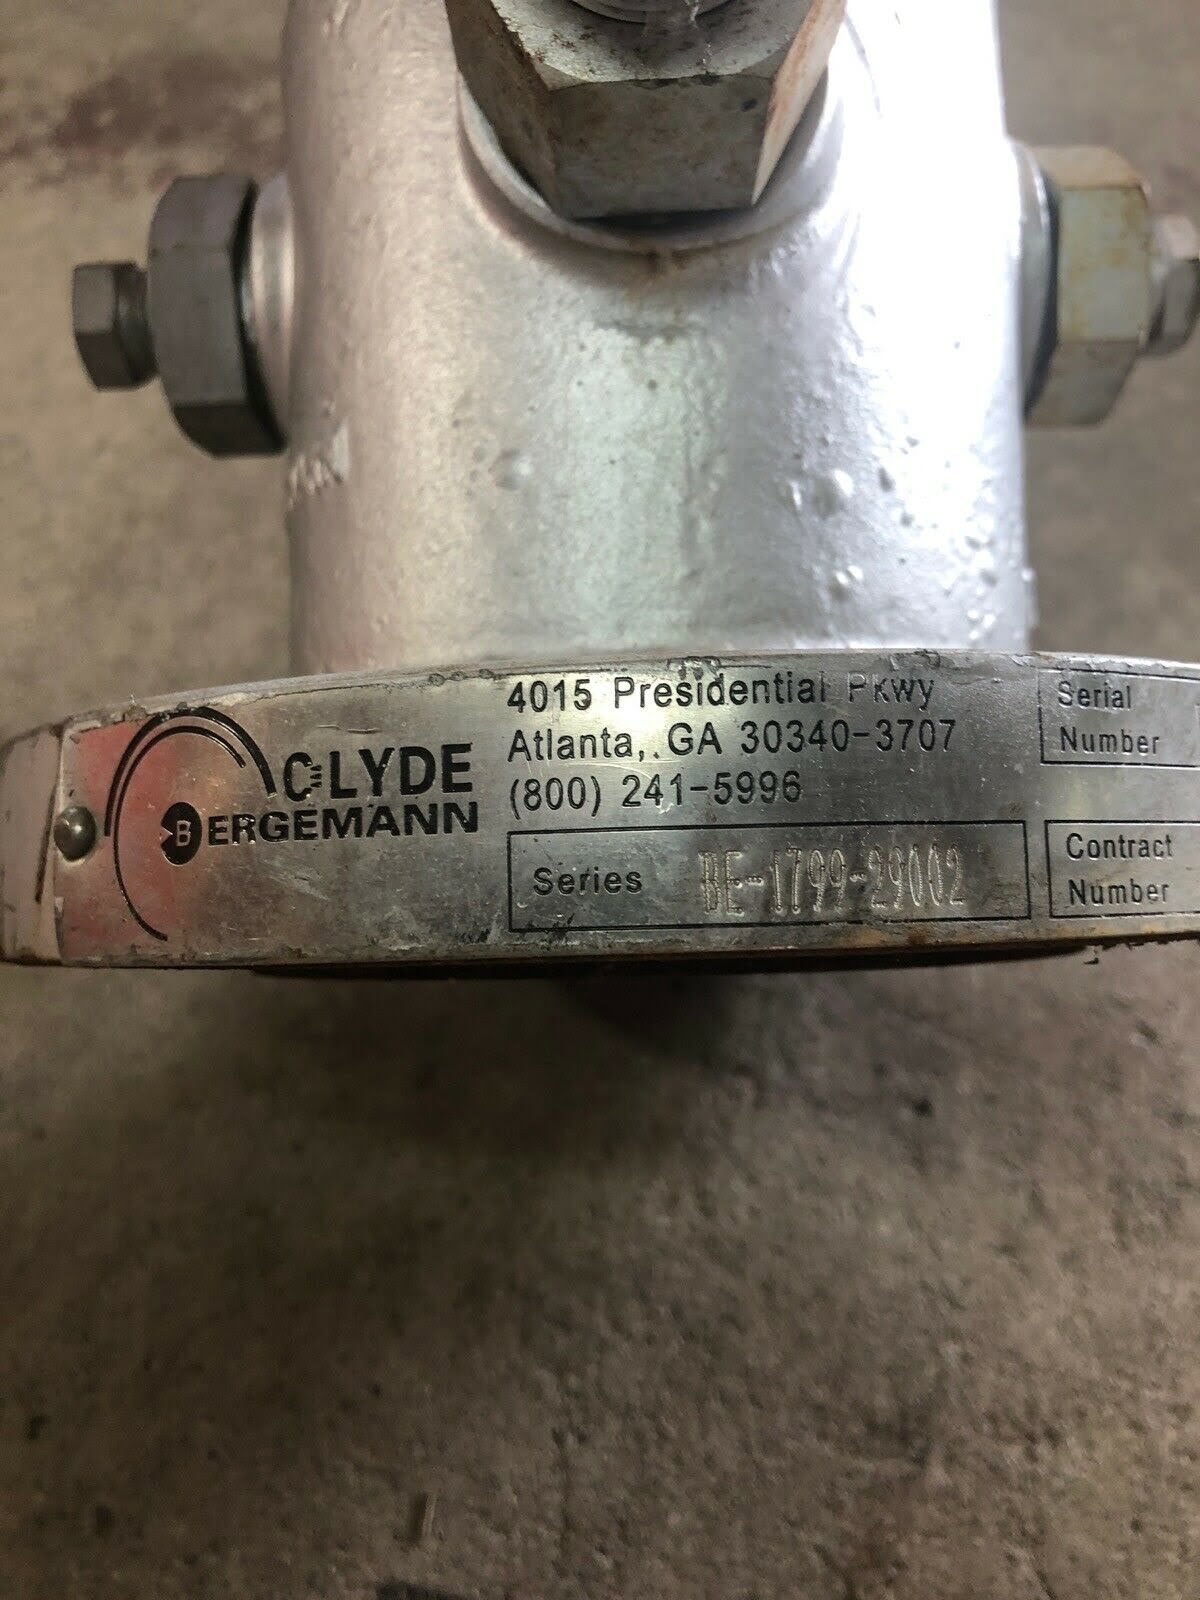 CLYDE
BERGEMANN
4015 Presidential Pkwy
Atlanta, GA 30340-3707
(800) 241-5996
Series BE-1799-29002
Serial
Number
Contract
Number